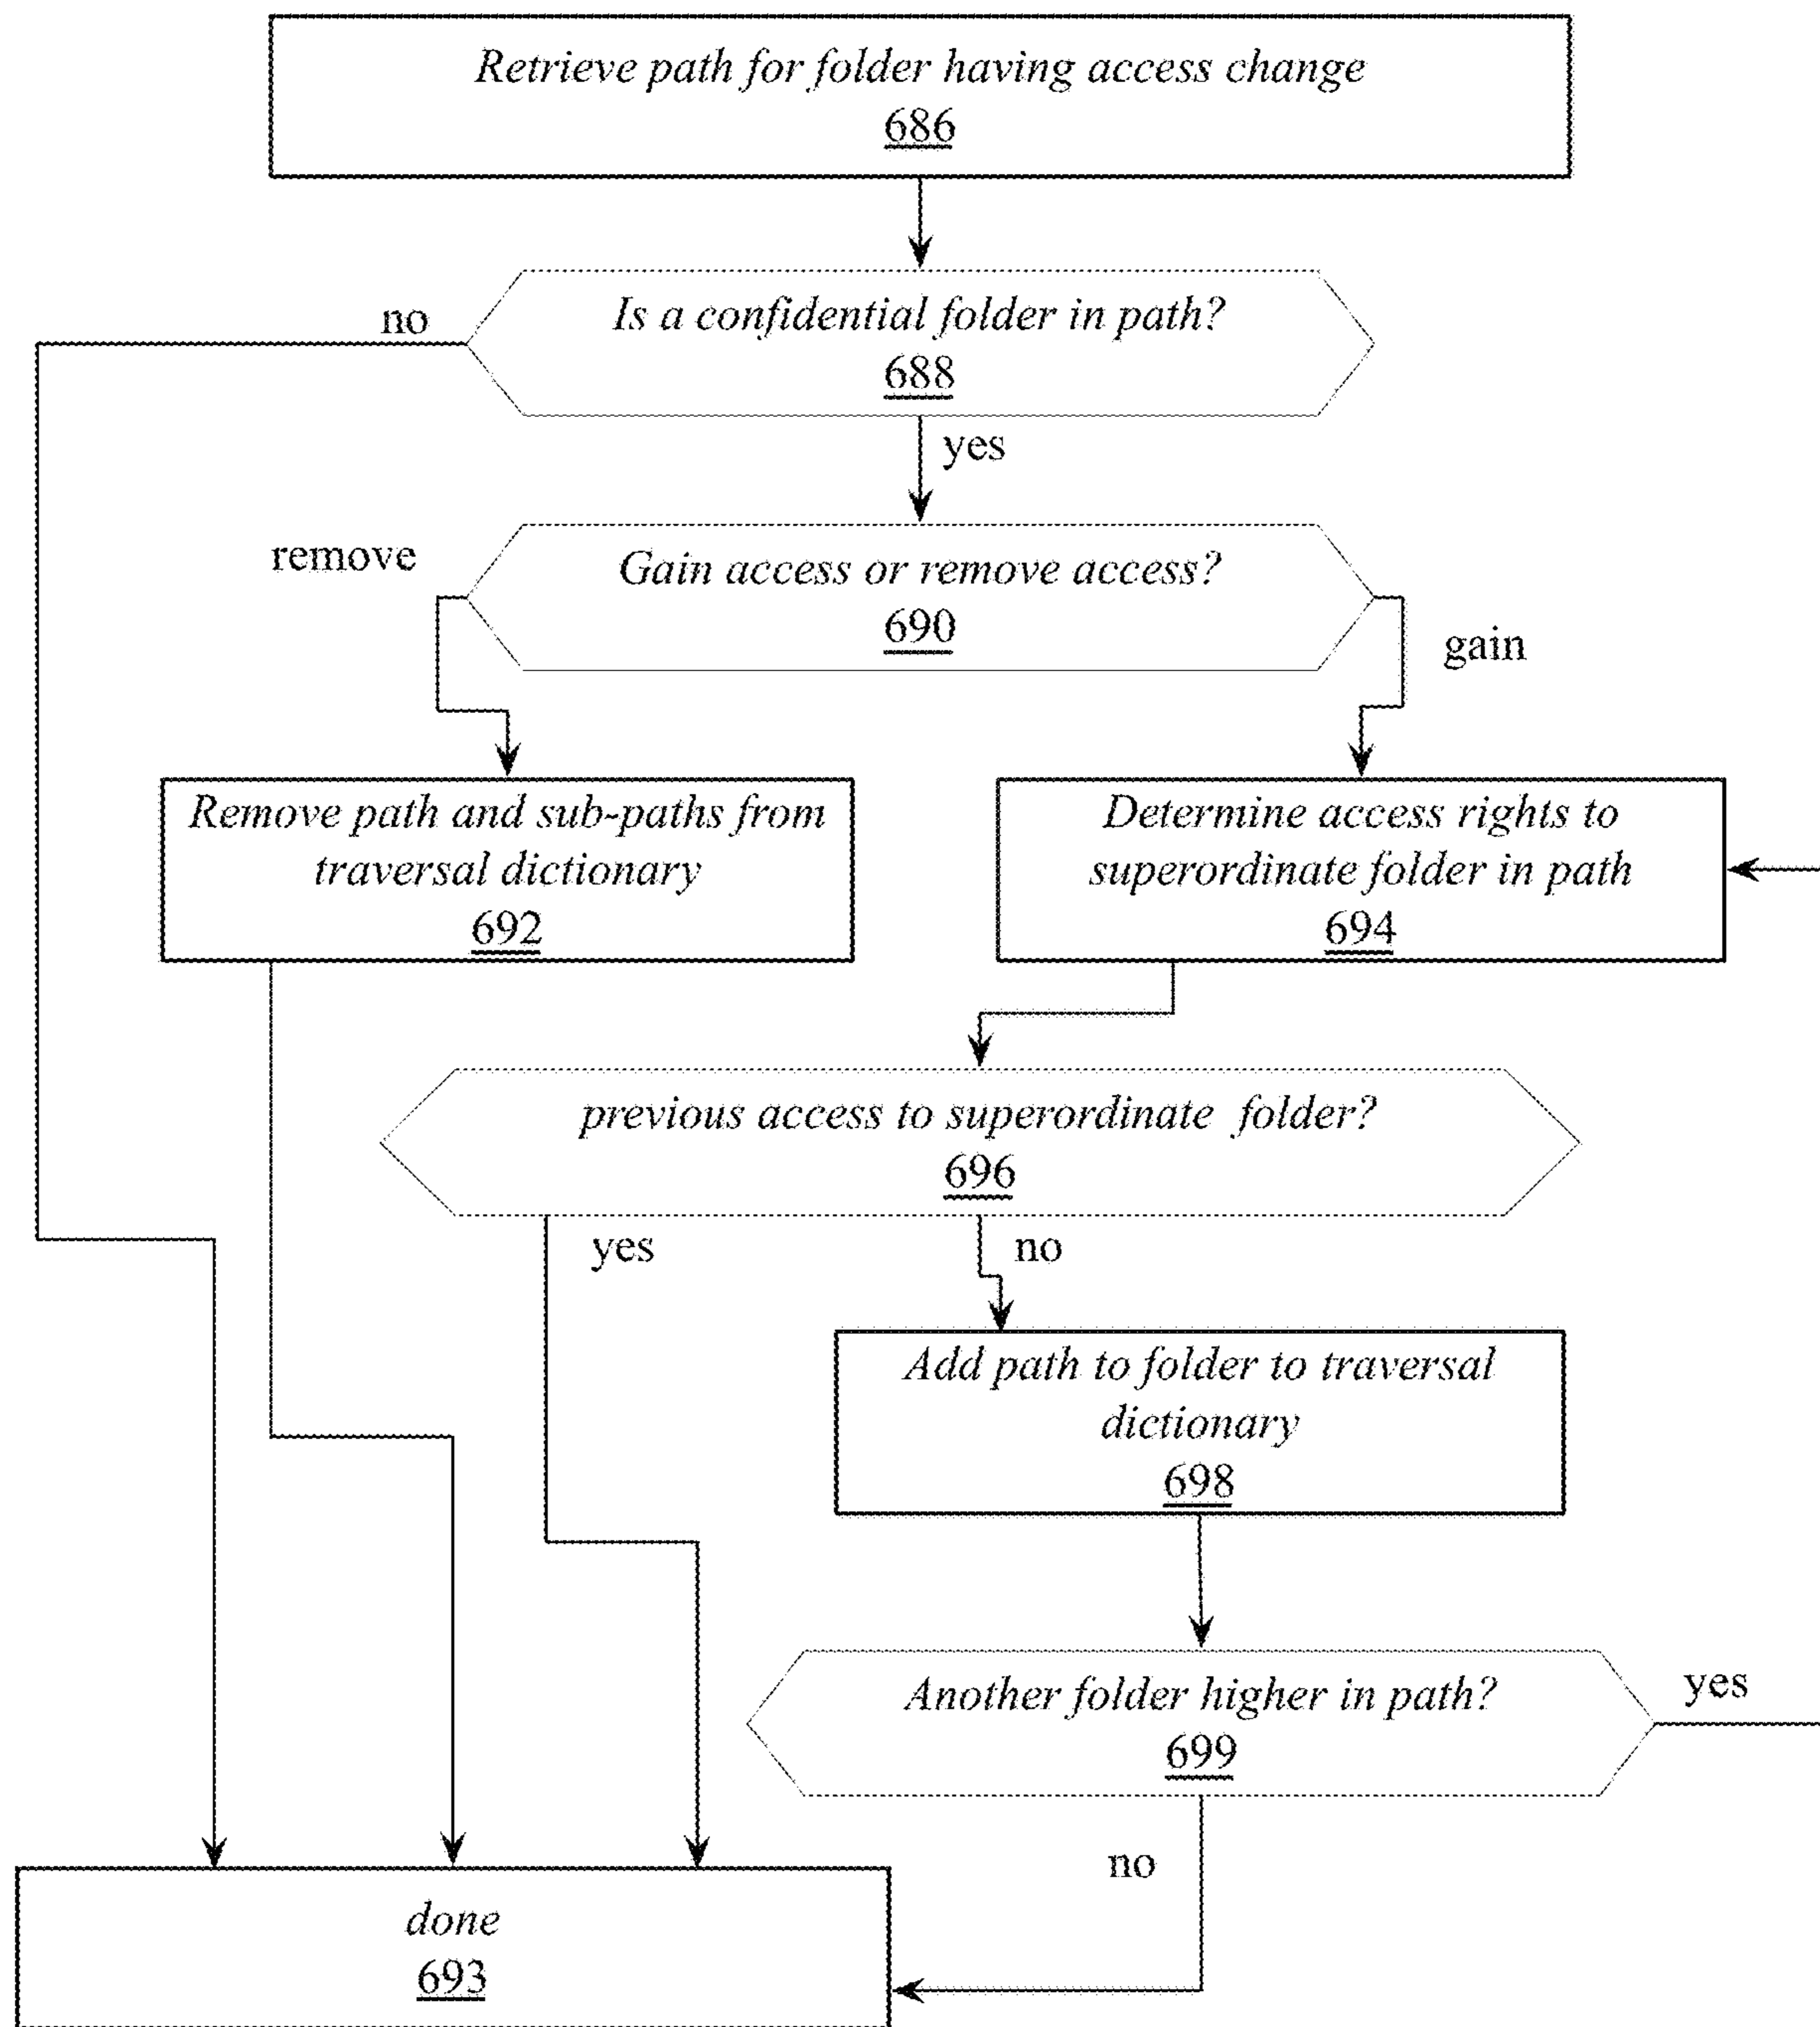 Retrieve path for folder having access change
686
Is a confidential folder in path?
688
no
yes
Gain access or remove access?
690
remove
gain
Remove path and sub-paths from
traversal dictionary
692
Determine access rights to
superordinate folder in path
694
previous access to superordinate folder?
696
yes
no
Add path to folder to traversal
dictionary
698
Another folder higher in path?
699
yes
no
done
693